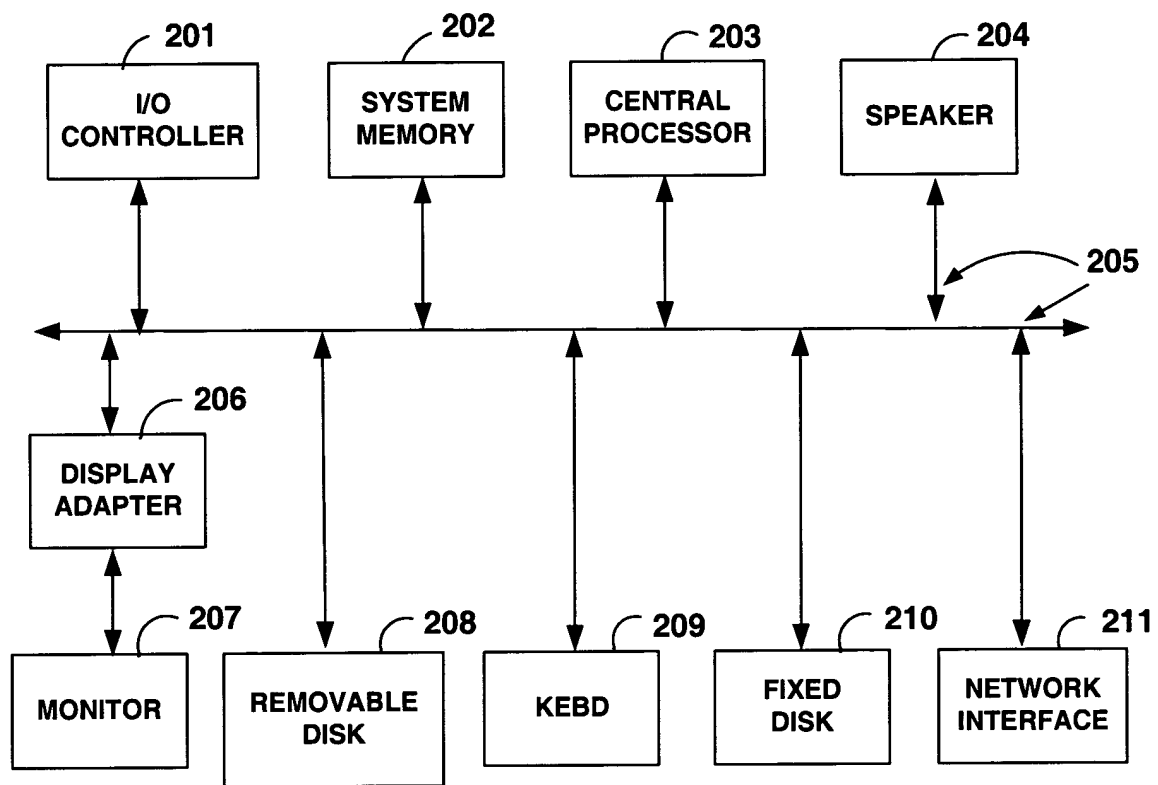 201
202
203
204
I/O
CONTROLLER
SYSTEM
MEMORY
CENTRAL
PROCESSOR
SPEAKER
205
206
DISPLAY
ADAPTER
207
208
209
210
211
MONITOR
REMOVABLE
DISK
KEBD
FIXED
DISK
NETWORK
INTERFACE